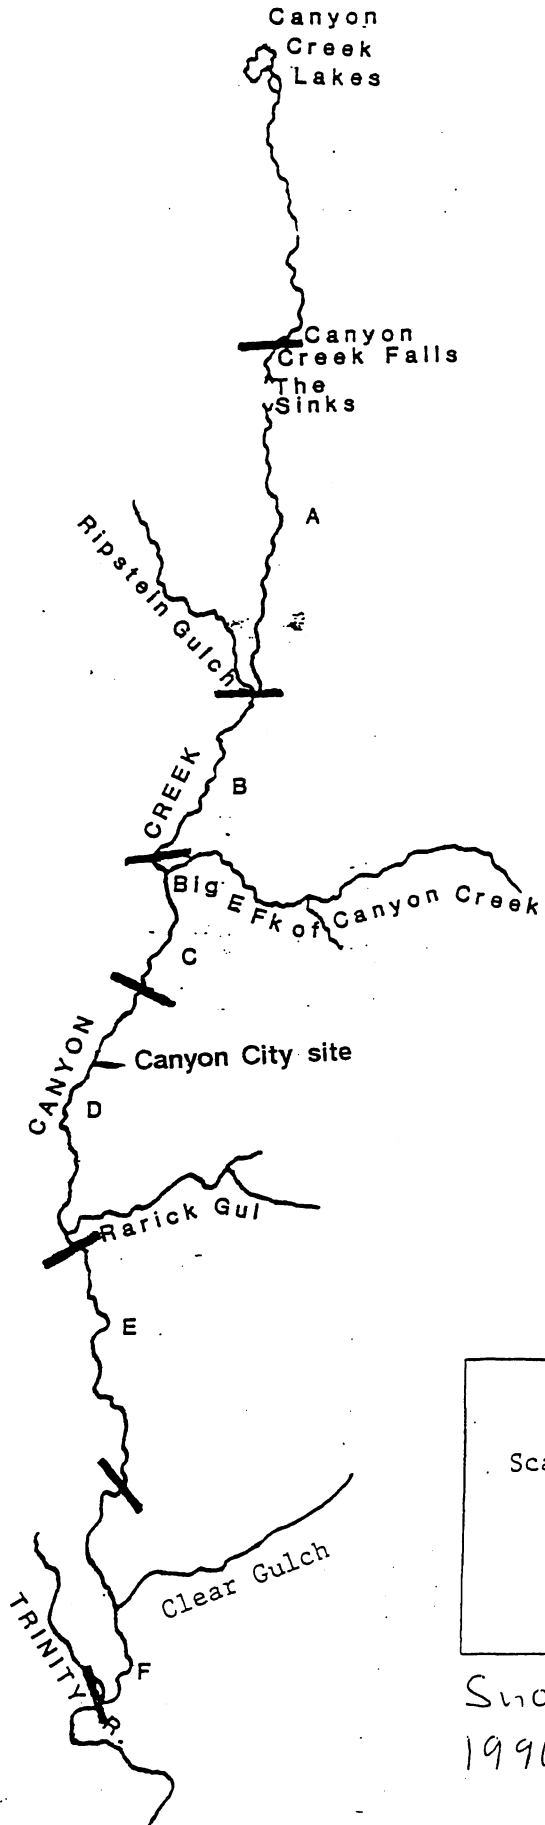 Canyon
Creek
Lakes
Canyon
Creek Falls
The
Sinks
A
Ripstein Gulch
B
CREEK
Big E Fk of Canyon Creek
C
CANYON
Canyon City site
D
Rarick Gul
E
Clear Gulch
TRINITY R.
F